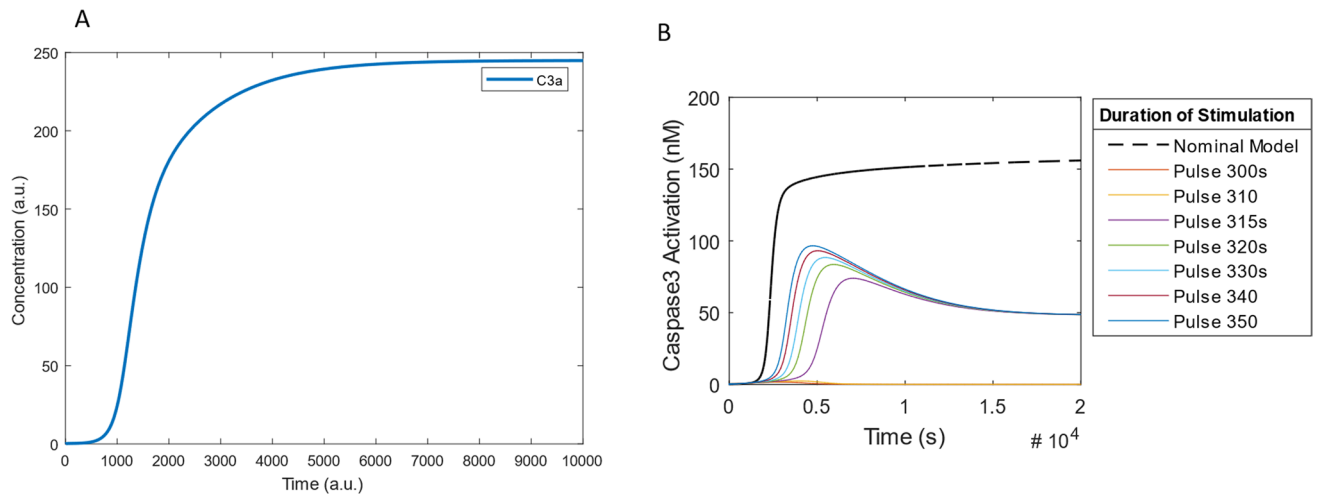 A
250
200
150
100
50
0
C3a
Concentration (a.u.)
0 1000 2000 3000 4000 5000 6000 7000 8000 9000 10000
Time (a.u.)
B
200
150
100
50
0
Caspase3 Activation (nM)
0 0.5 1 1.5 2
Time (s)
# 10^4
Duration of Stimulation
Nominal Model
Pulse 300s
Pulse 310
Pulse 315s
Pulse 320s
Pulse 330s
Pulse 340
Pulse 350